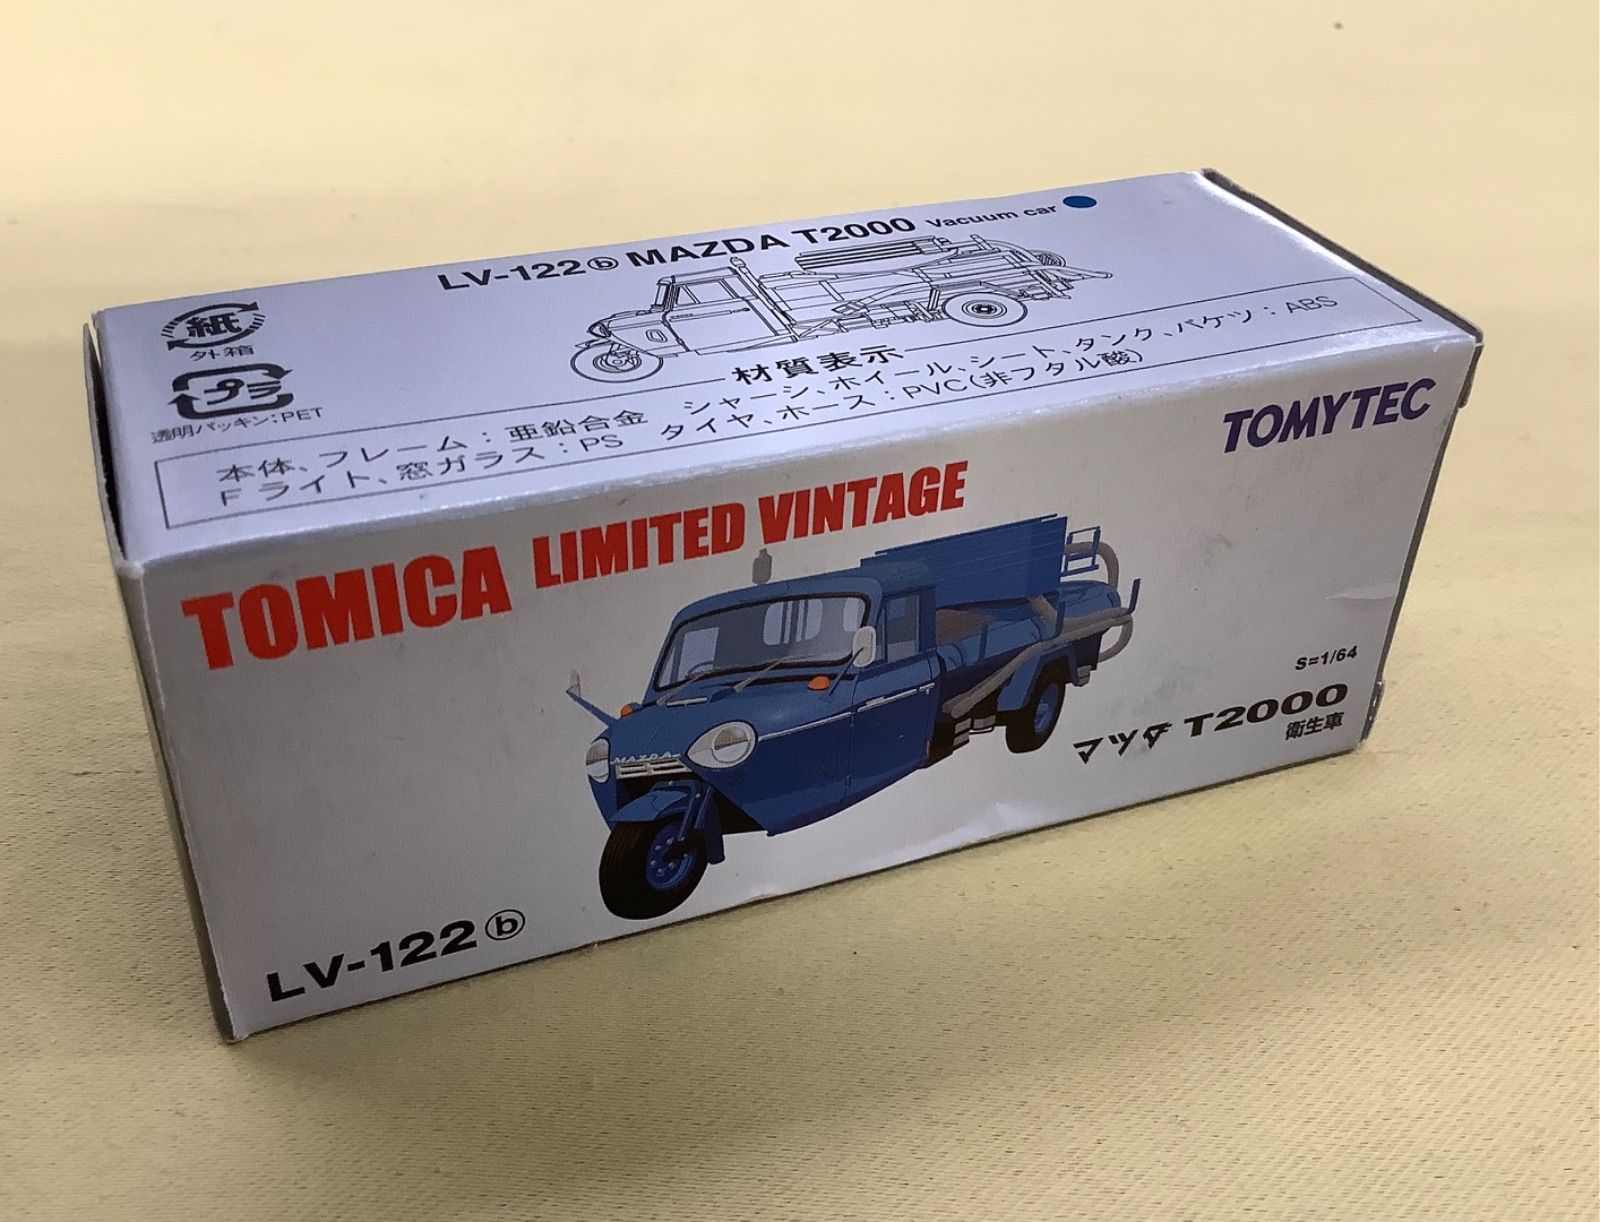 LV-122ⓑ MAZDA T2000 Vacuum car
紙
外箱
プラ
透明パッキン:PET
材質表示
本体、フレーム:亜鉛合金 シャーシ、ホイール、シート、タンク、バケツ:ABS
F ライト、窓ガラス:PS タイヤ、ホース:PVC(非フタル酸)
TOMYTEC
TOMICA LIMITED VINTAGE
MAZDA
S=1/64
マツダ T2000
衛生車
LV-122ⓑ